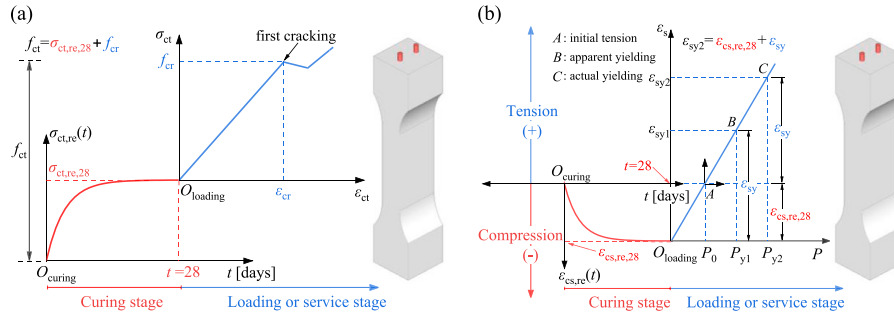 (a)
f_ct=σ_ct,re,28+f_cr
σ_ct
first cracking
f_cr
σ_ct,re(t)
f_ct
σ_ct,re,28
O_loading
ε_cr
ε_ct
O_curing
t=28
t [days]
Curing stage
Loading or service stage
(b)
A: initial tension
B: apparent yielding
C: actual yielding
ε_s
ε_sy2=ε_cs,re,28+ε_sy
ε_sy2
C
Tension
(+)
ε_sy1
B
ε_sy
ε_sy
O_curing
t=28
t [days]
A
ε_cs,re,28
Compression
(-)
ε_cs,re,28
O_loading
P_0
P_y1
P_y2
P
ε_cs,re(t)
Curing stage
Loading or service stage